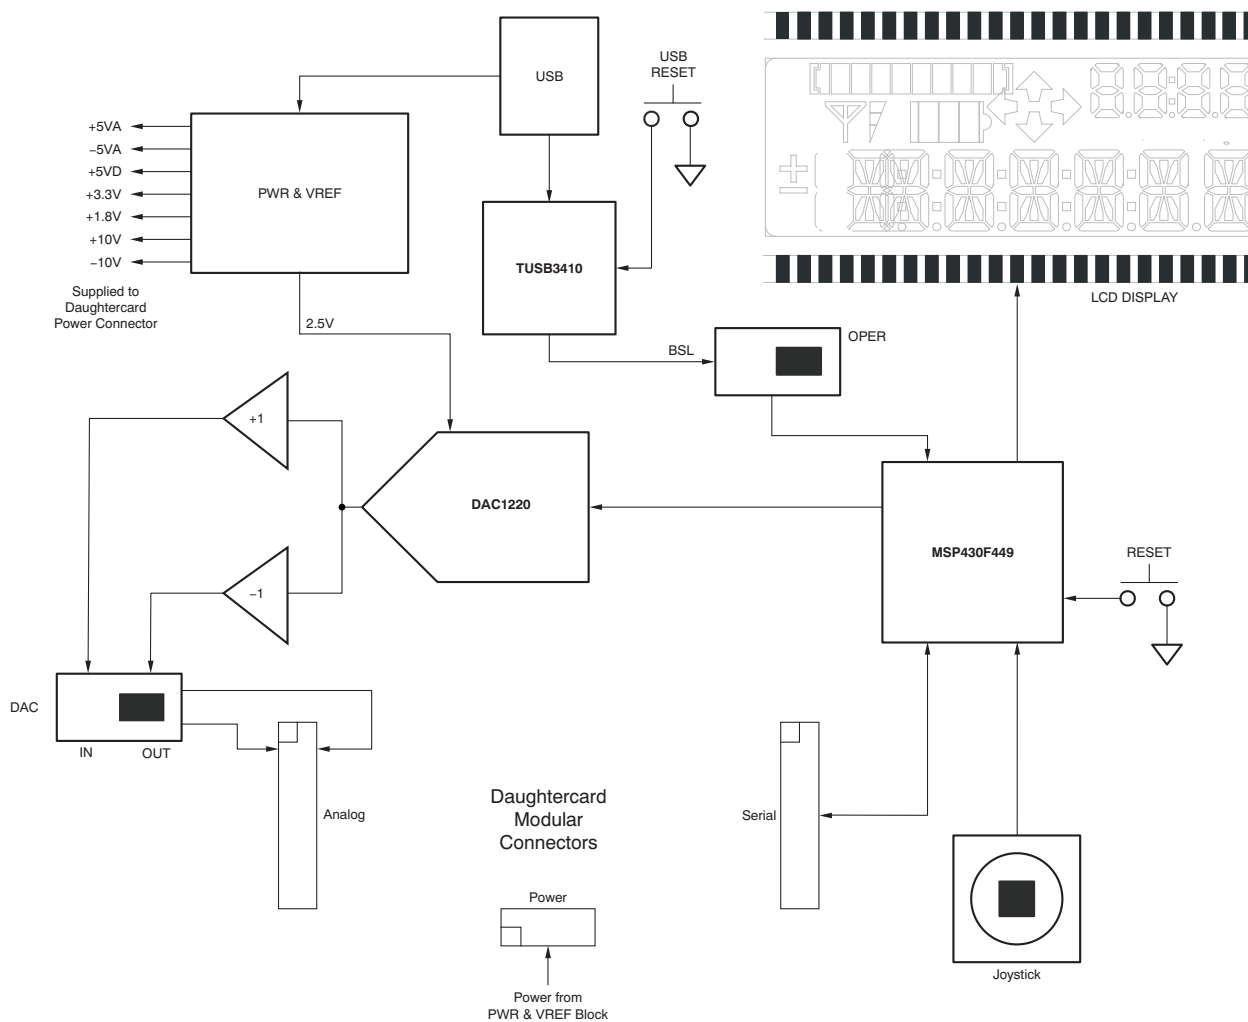 USB
USB
RESET
+5VA
−5VA
+5VD
+3.3V
+1.8V
+10V
−10V
PWR & VREF
Supplied to
Daughtercard
Power Connector
TUSB3410
LCD DISPLAY
2.5V
BSL
OPER
+1
DAC1220
MSP430F449
RESET
−1
DAC
IN
OUT
Analog
Daughtercard
Modular
Connectors
Serial
Power
Power from
PWR & VREF Block
Joystick